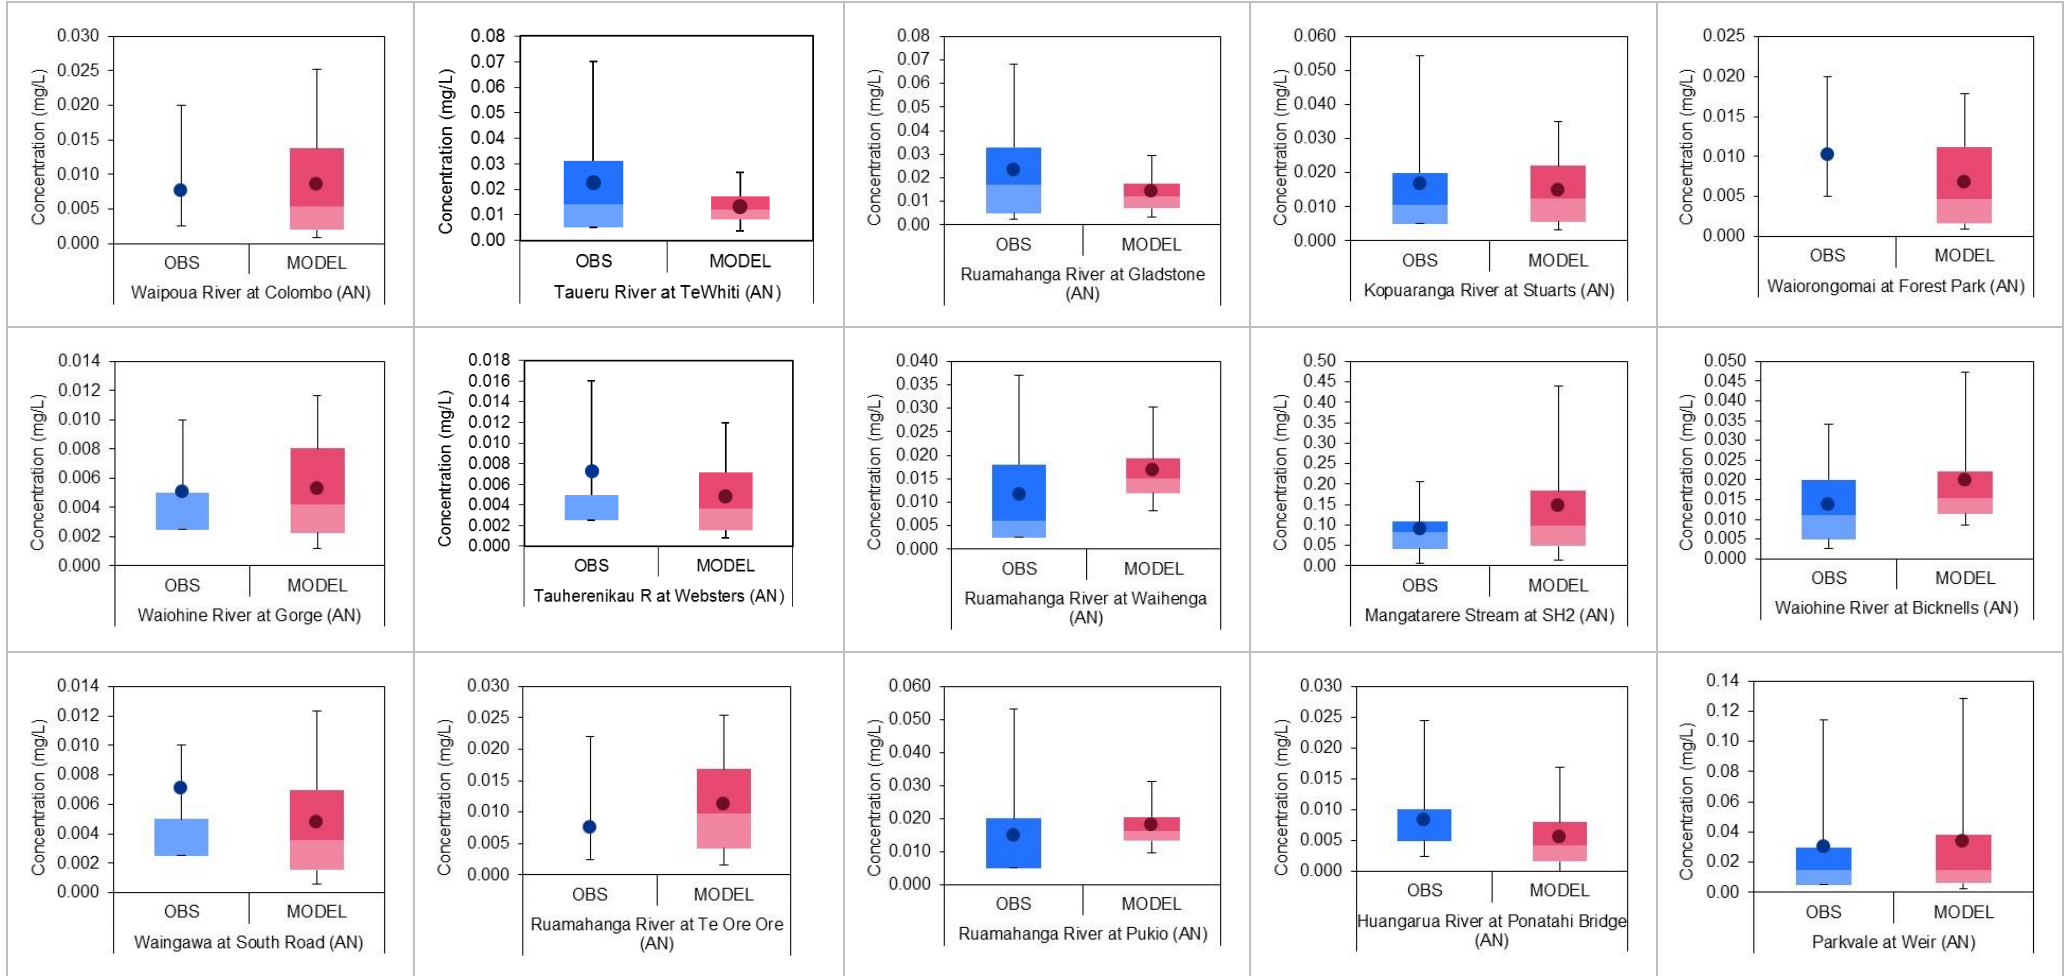 Concentration (mg/L)
0.030
0.025
0.020
0.015
0.010
0.005
0.000
OBS MODEL
Waipoua River at Colombo (AN)
Concentration (mg/L)
0.08
0.07
0.06
0.05
0.04
0.03
0.02
0.01
0.00
OBS MODEL
Taueru River at TeWhiti (AN)
Concentration (mg/L)
0.08
0.07
0.06
0.05
0.04
0.03
0.02
0.01
0.00
OBS MODEL
Ruamahanga River at Gladstone
(AN)
Concentration (mg/L)
0.060
0.050
0.040
0.030
0.020
0.010
0.000
OBS MODEL
Kopuaranga River at Stuarts (AN)
Concentration (mg/L)
0.025
0.020
0.015
0.010
0.005
0.000
OBS MODEL
Waiorongomai at Forest Park (AN)
Concentration (mg/L)
0.014
0.012
0.010
0.008
0.006
0.004
0.002
0.000
OBS MODEL
Waiohine River at Gorge (AN)
Concentration (mg/L)
0.018
0.016
0.014
0.012
0.010
0.008
0.006
0.004
0.002
0.000
OBS MODEL
Tauherenikau R at Websters (AN)
Concentration (mg/L)
0.040
0.035
0.030
0.025
0.020
0.015
0.010
0.005
0.000
OBS MODEL
Ruamahanga River at Waihenga
(AN)
Concentration (mg/L)
0.50
0.45
0.40
0.35
0.30
0.25
0.20
0.15
0.10
0.05
0.00
OBS MODEL
Mangatarere Stream at SH2 (AN)
Concentration (mg/L)
0.050
0.045
0.040
0.035
0.030
0.025
0.020
0.015
0.010
0.005
0.000
OBS MODEL
Waiohine River at Bicknells (AN)
Concentration (mg/L)
0.014
0.012
0.010
0.008
0.006
0.004
0.002
0.000
OBS MODEL
Waingawa at South Road (AN)
Concentration (mg/L)
0.030
0.025
0.020
0.015
0.010
0.005
0.000
OBS MODEL
Ruamahanga River at Te Ore Ore
(AN)
Concentration (mg/L)
0.060
0.050
0.040
0.030
0.020
0.010
0.000
OBS MODEL
Ruamahanga River at Pukio (AN)
Concentration (mg/L)
0.030
0.025
0.020
0.015
0.010
0.005
0.000
OBS MODEL
Huangarua River at Ponatahi Bridge
(AN)
Concentration (mg/L)
0.14
0.12
0.10
0.08
0.06
0.04
0.02
0.00
OBS MODEL
Parkvale at Weir (AN)